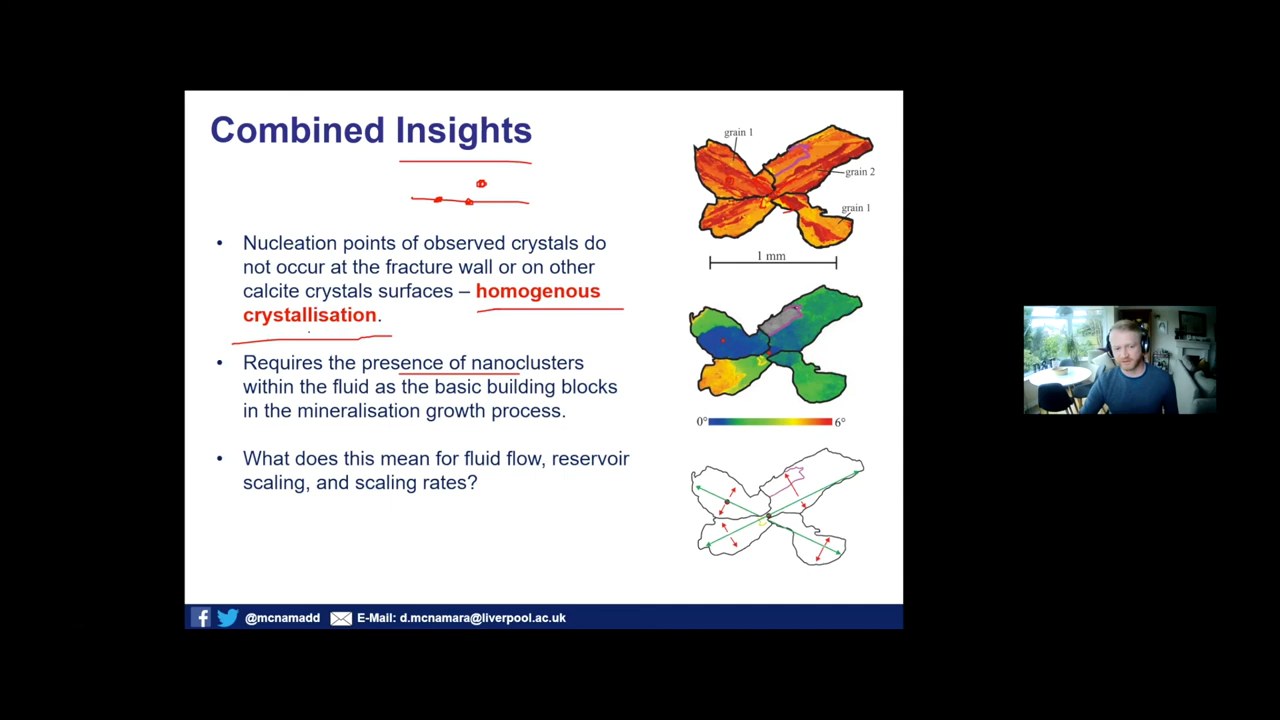 Combined Insights
• Nucleation points of observed crystals do
not occur at the fracture wall or on other
calcite crystals surfaces – homogenous
crystallisation.
• Requires the presence of nanoclusters
within the fluid as the basic building blocks
in the mineralisation growth process.
• What does this mean for fluid flow, reservoir
scaling, and scaling rates?
grain 1
grain 2
grain 1
1 mm
0° 6°
@mcnamadd E-Mail: d.mcnamara@liverpool.ac.uk